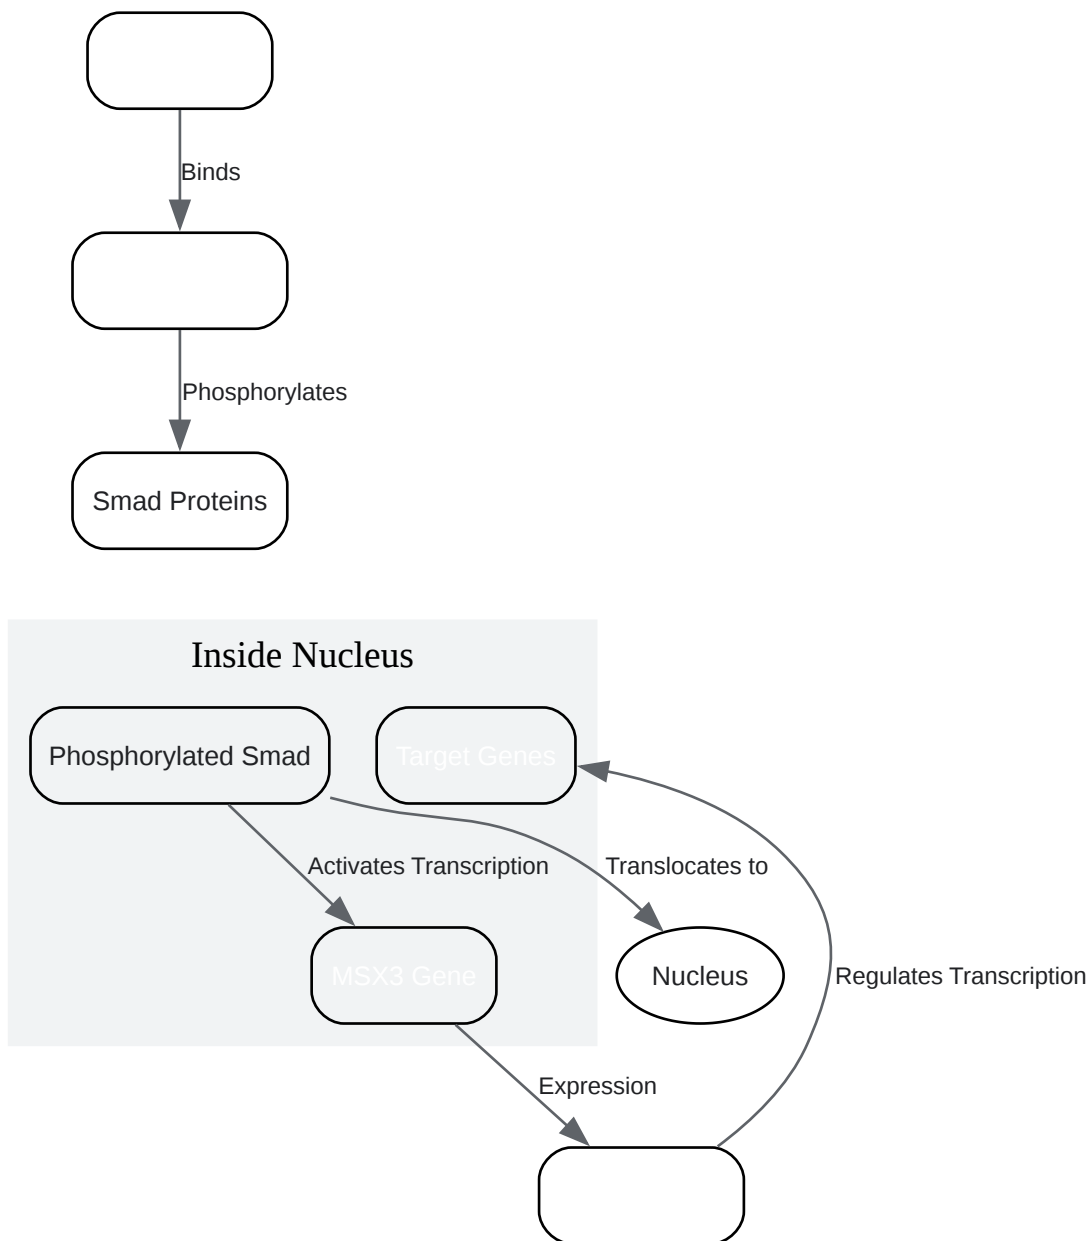 Binds
Phosphorylates
Smad Proteins
Inside Nucleus
Phosphorylated Smad
Target Genes
Activates Transcription
Translocates to
MSX3 Gene
Nucleus
Regulates Transcription
Expression